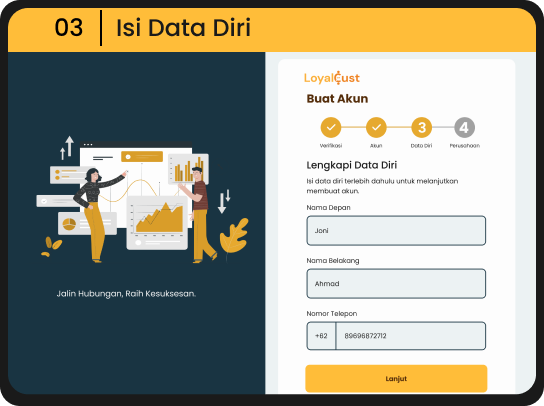 03 Isi Data Diri
Jalin Hubungan, Raih Kesuksesan.
LoyalCust
Buat Akun
3 4
Verifikasi Akun Data Diri Perusahaan
Lengkapi Data Diri
Isi data diri terlebih dahulu untuk melanjutkan
membuat akun.
Nama Depan
Joni
Nama Belakang
Ahmad
Nomor Telepon
+62 89696872712
Lanjut